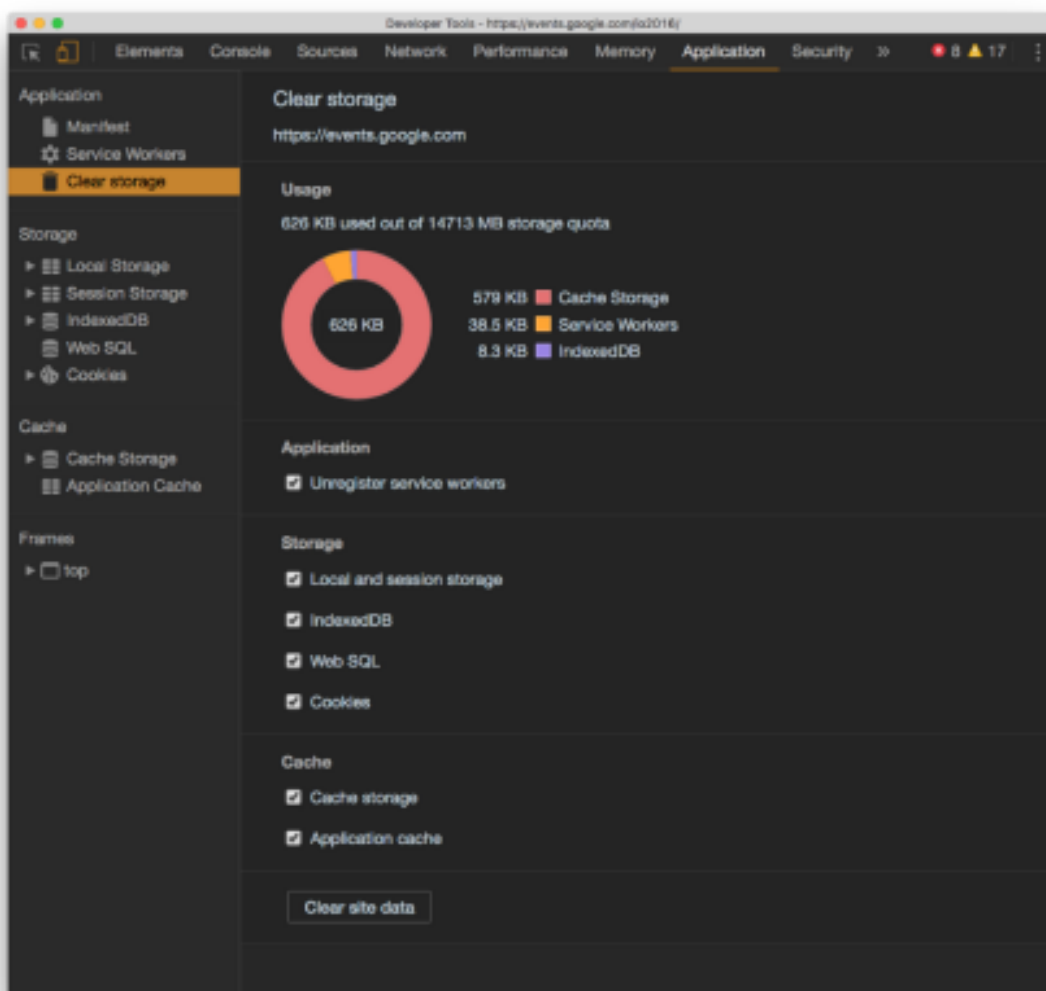 Developer Tools - https://events.google.com/io2016/
Elements Console Sources Network Performance Memory Application Security » 8 17
Application
Manifest
Service Workers
Clear storage
Storage
Local Storage
Session Storage
IndexedDB
Web SQL
Cookies
Cache
Cache Storage
Application Cache
Frames
top
Clear storage
https://events.google.com
Usage
626 KB used out of 14713 MB storage quota
626 KB
579 KB Cache Storage
38.5 KB Service Workers
8.3 KB IndexedDB
Application
Unregister service workers
Storage
Local and session storage
IndexedDB
Web SQL
Cookies
Cache
Cache storage
Application cache
Clear site data